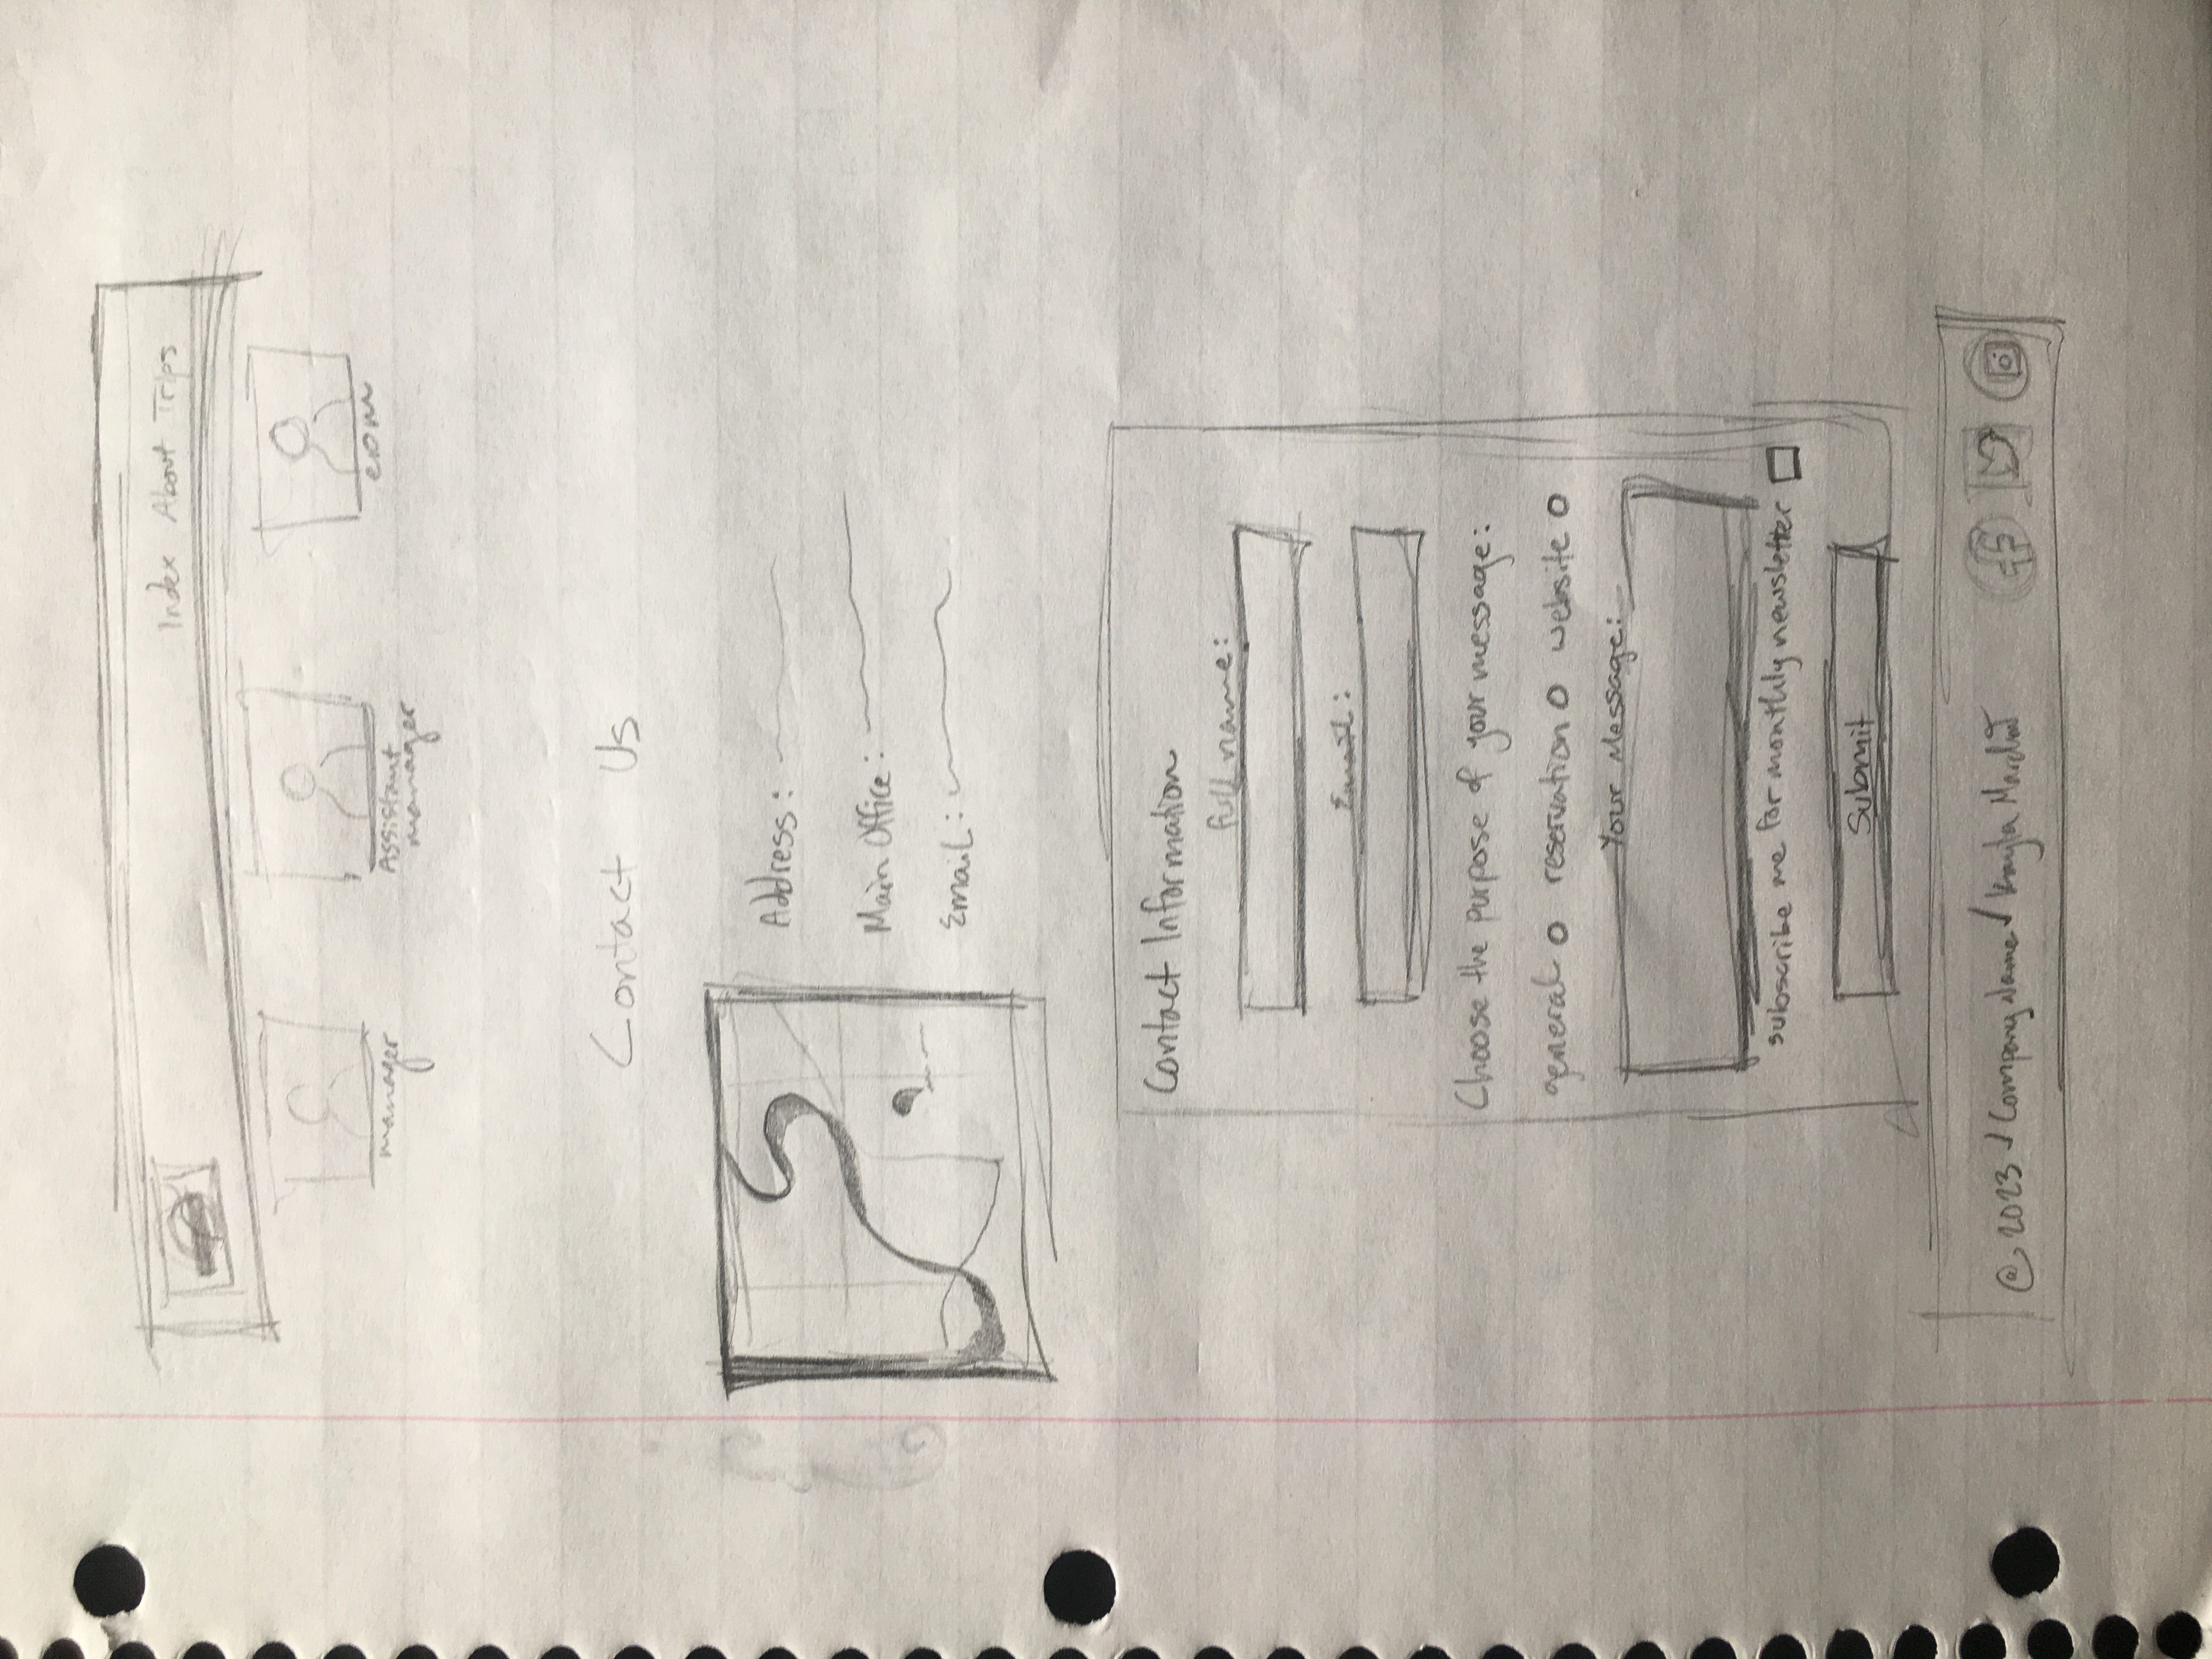 Index About Trips
manager
Assistant
manager
Contact Us
Address:
Main Office:
Email:
Contact Information
full name:
Email:
Choose the purpose of your message:
general reservation website
Your Message:
subscribe me for monthly newsletter
Submit
@ 2023 / Company Name / Kayla